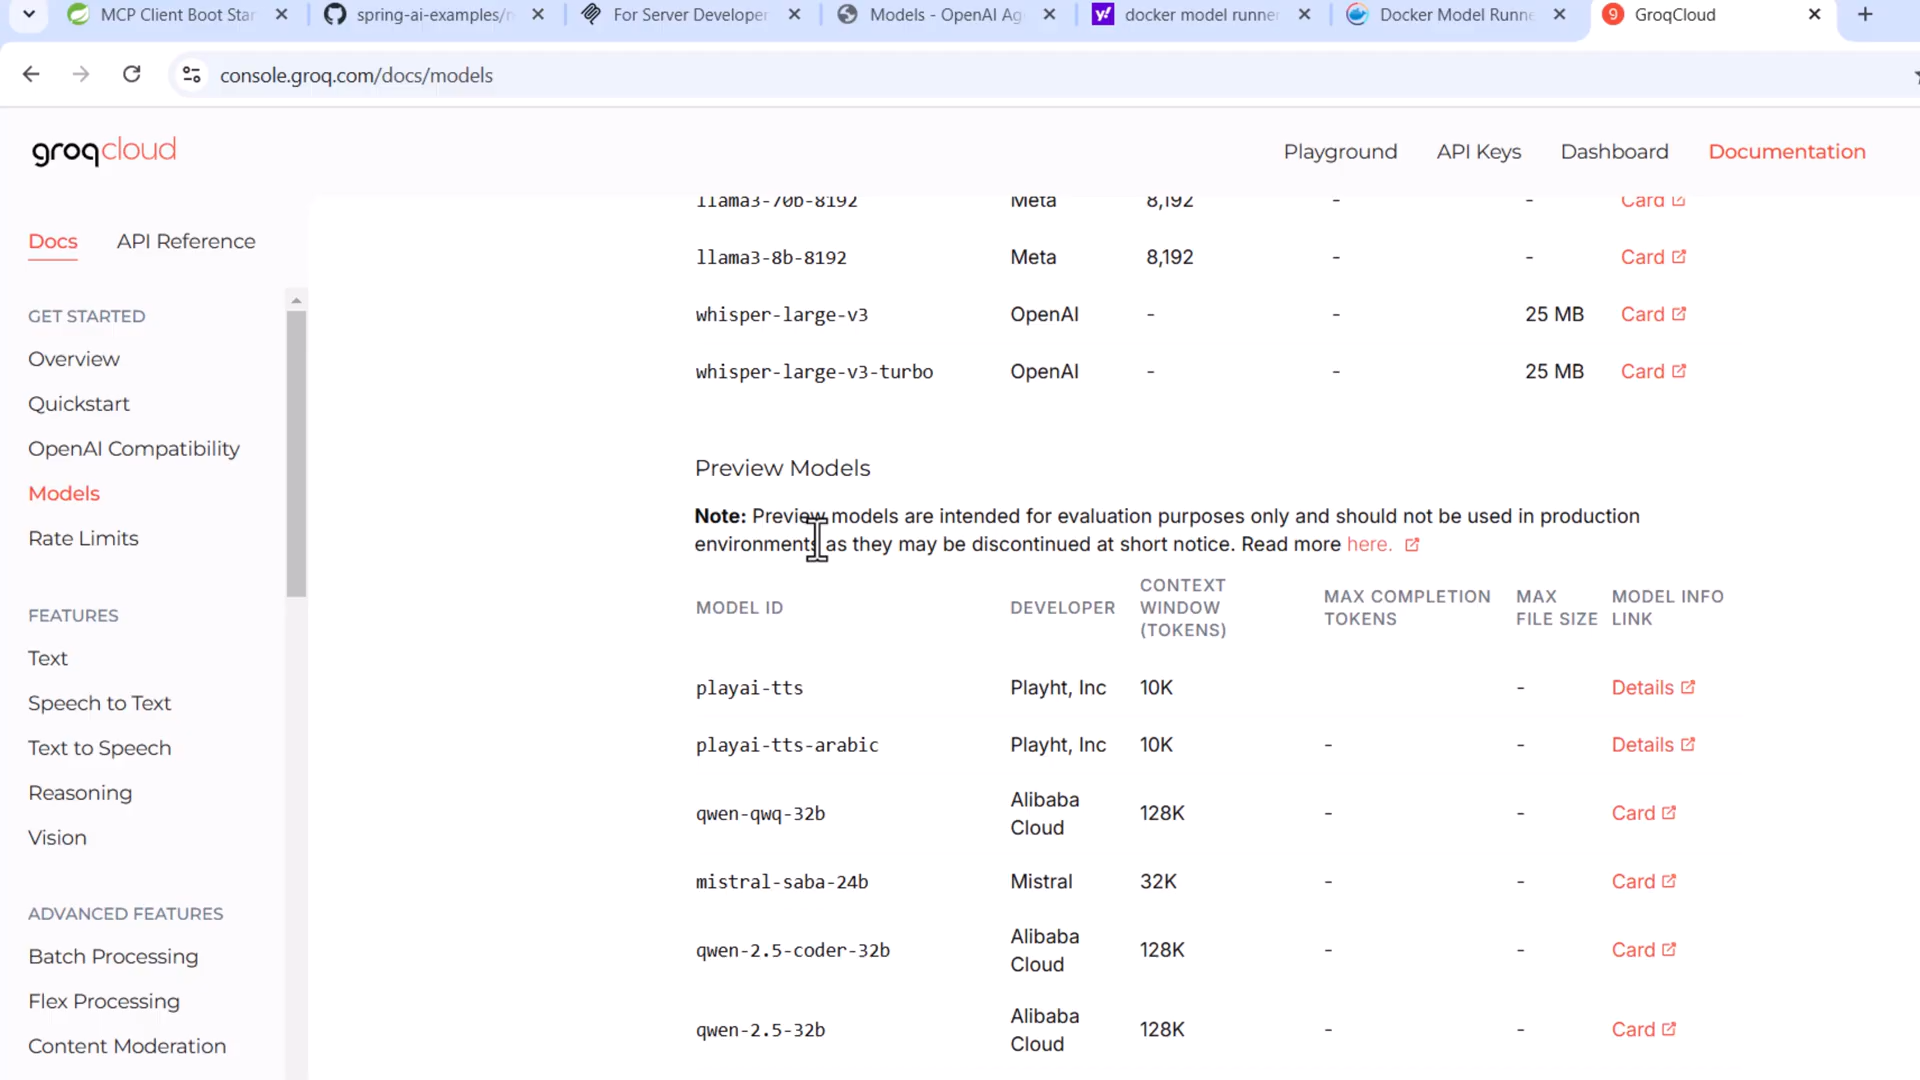 MCP Client Boot Star
spring-ai-examples/
For Server Developer
Models - OpenAI Ag
docker model runner
Docker Model Runne
9 GroqCloud
console.groq.com/docs/models
groqcloud
Playground API Keys Dashboard Documentation
Docs API Reference
GET STARTED
Overview
Quickstart
OpenAI Compatibility
Models
Rate Limits
FEATURES
Text
Speech to Text
Text to Speech
Reasoning
Vision
ADVANCED FEATURES
Batch Processing
Flex Processing
Content Moderation
llama3-70b-8192 Meta 8,192 - - Card
llama3-8b-8192 Meta 8,192 - - Card
whisper-large-v3 OpenAI - - 25 MB Card
whisper-large-v3-turbo OpenAI - - 25 MB Card
Preview Models
Note: Preview models are intended for evaluation purposes only and should not be used in production
environments as they may be discontinued at short notice. Read more here.
MODEL ID DEVELOPER CONTEXT WINDOW (TOKENS) MAX COMPLETION TOKENS MAX FILE SIZE MODEL INFO LINK
playai-tts Playht, Inc 10K - Details
playai-tts-arabic Playht, Inc 10K - - Details
qwen-qwq-32b Alibaba Cloud 128K - - Card
mistral-saba-24b Mistral 32K - - Card
qwen-2.5-coder-32b Alibaba Cloud 128K - - Card
qwen-2.5-32b Alibaba Cloud 128K - - Card